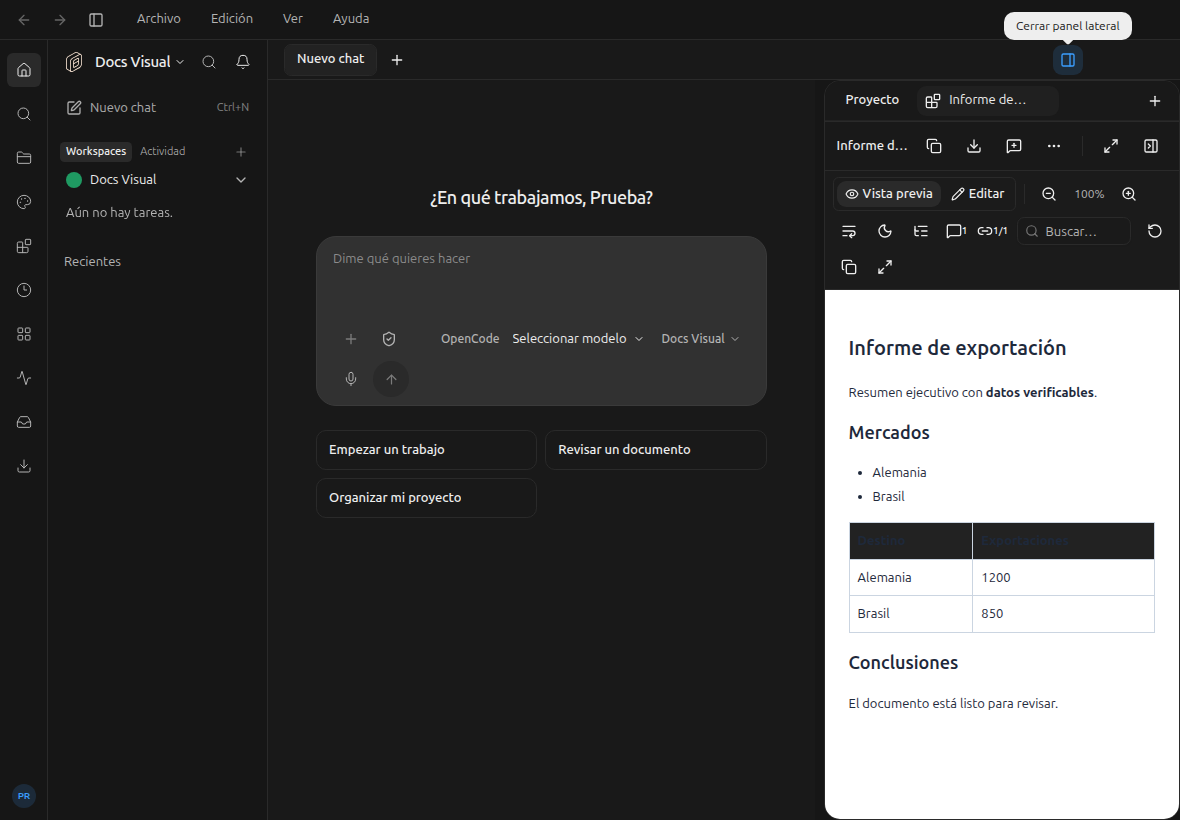 Archivo Edición Ver Ayuda
Cerrar panel lateral
Docs Visual
Nuevo chat
Nuevo chat Ctrl+N
Workspaces Actividad
Docs Visual
Aún no hay tareas.
Recientes
PR
¿En qué trabajamos, Prueba?
Dime qué quieres hacer
OpenCode Seleccionar modelo Docs Visual
Empezar un trabajo
Revisar un documento
Organizar mi proyecto
Proyecto Informe de…
Informe d…
Vista previa Editar 100%
1 1/1 Buscar…
Informe de exportación
Resumen ejecutivo con datos verificables.
Mercados
• Alemania
• Brasil
Destino Exportaciones
Alemania 1200
Brasil 850
Conclusiones
El documento está listo para revisar.